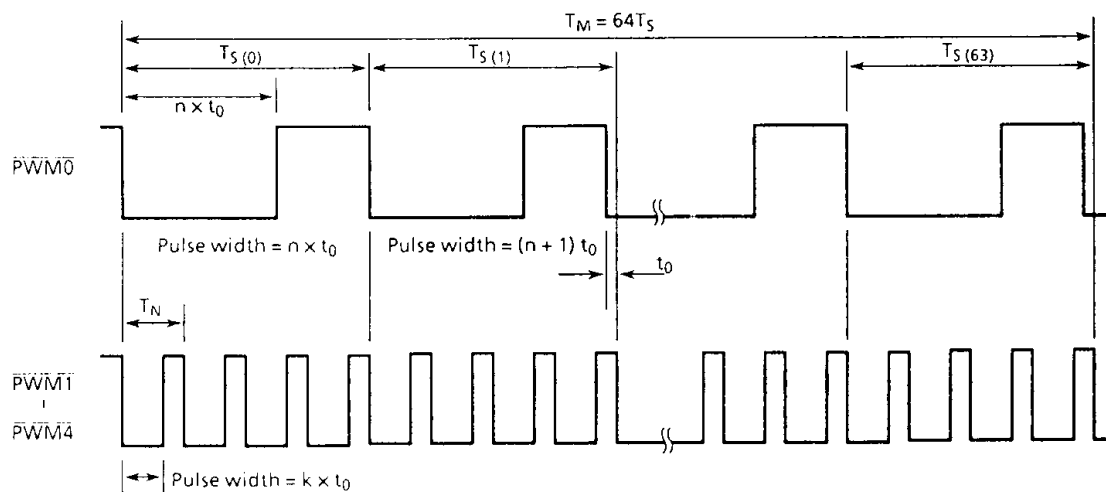 T_M = 64T_S
T_S (0)
T_S (1)
T_S (63)
n × t_0
PWM0
Pulse width = n × t_0
Pulse width = (n + 1) t_0
t_0
T_N
PWM1
PWM4
Pulse width = k × t_0